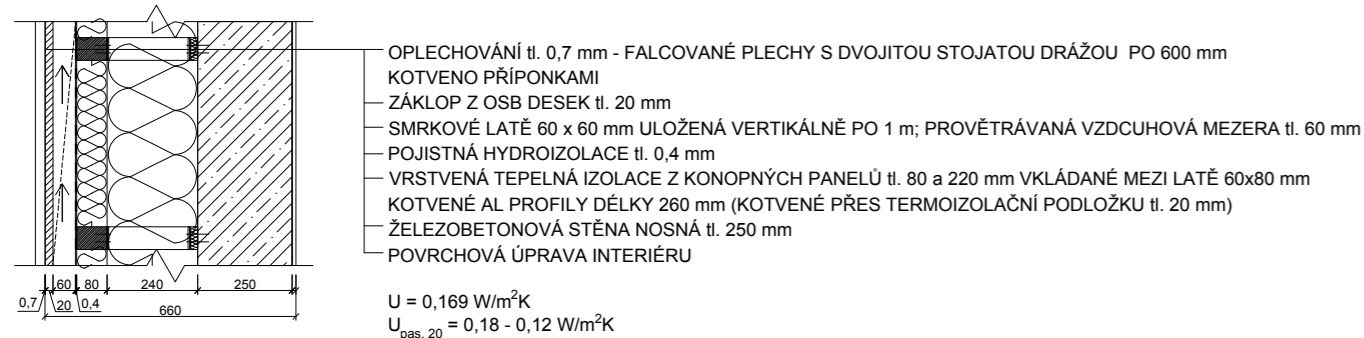 OPLECHOVÁNÍ tl. 0,7 mm - FALCOVANÉ PLECHY S DVOJITOU STOJATOU DRÁŽOU PO 600 mm
KOTVENO PŘÍPONKAMI
ZÁKLOP Z OSB DESEK tl. 20 mm
SMRKOVÉ LATĚ 60 x 60 mm ULOŽENÁ VERTIKÁLNĚ PO 1 m; PROVĚTRÁVANÁ VZDCUHOVÁ MEZERA tl. 60 mm
POJISTNÁ HYDROIZOLACE tl. 0,4 mm
VRSTVENÁ TEPELNÁ IZOLACE Z KONOPNÝCH PANELŮ tl. 80 a 220 mm VKLÁDANÉ MEZI LATĚ 60x80 mm
KOTVENÉ AL PROFILY DÉLKY 260 mm (KOTVENÉ PŘES TERMOIZOLAČNÍ PODLOŽKU tl. 20 mm)
ŽELEZOBETONOVÁ STĚNA NOSNÁ tl. 250 mm
POVRCHOVÁ ÚPRAVA INTERIÉRU
60 80 240 250
0,7 20 0,4 660
U = 0,169 W/m²K
U_pas, 20 = 0,18 - 0,12 W/m²K